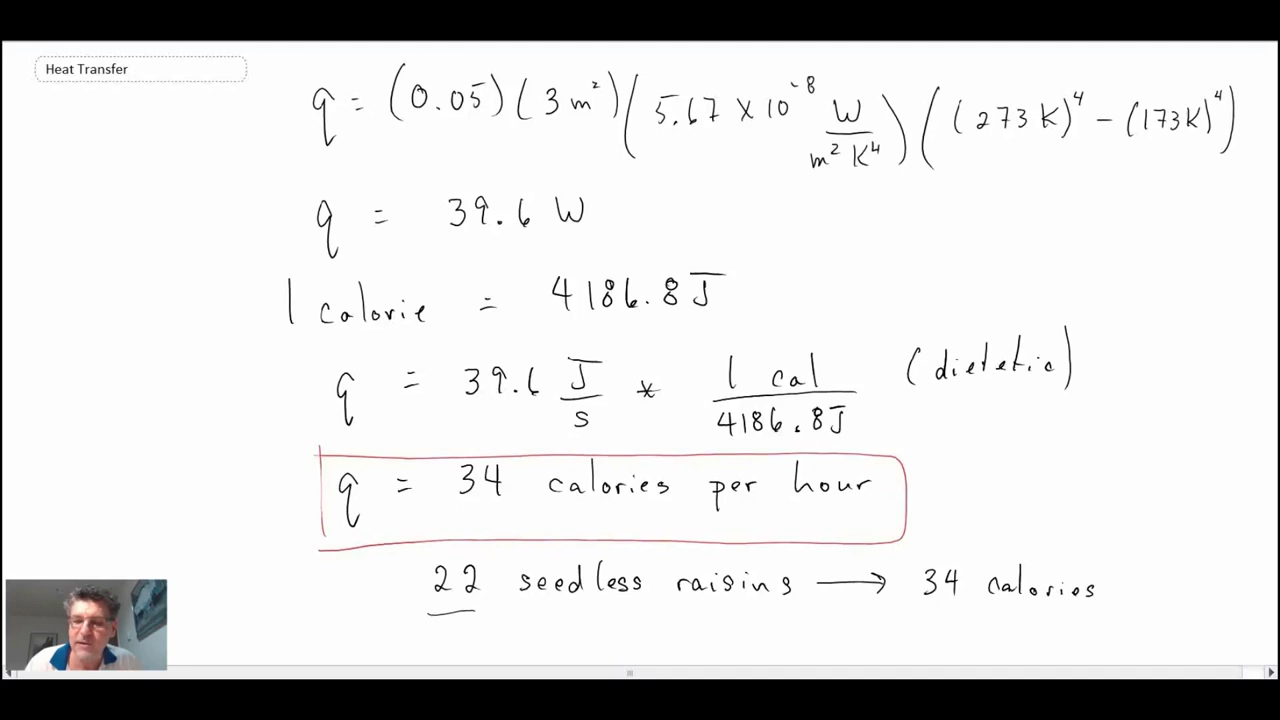 Heat Transfer
q = (0.05) (3 m²) (5.67 × 10⁻⁸ W / m² K⁴) ((273 K)⁴ − (173 K)⁴)
q = 39.6 W
1 calorie = 4186.8 J
q = 39.6 J/s * 1 cal / 4186.8 J (dietetic)
q = 34 calories per hour
22 seedless raisins → 34 calories